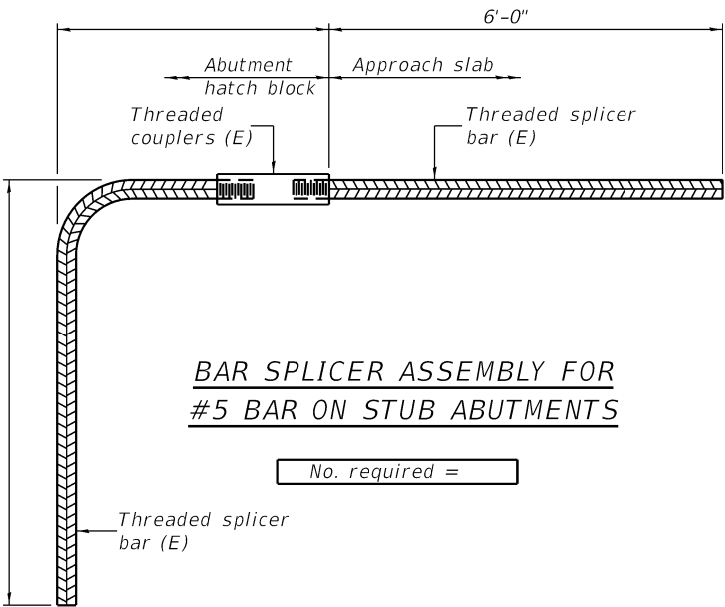 6'-0"
Abutment
hatch block
Approach slab
Threaded
couplers (E)
Threaded splicer
bar (E)
BAR SPLICER ASSEMBLY FOR
#5 BAR ON STUB ABUTMENTS
No. required =
Threaded splicer
bar (E)